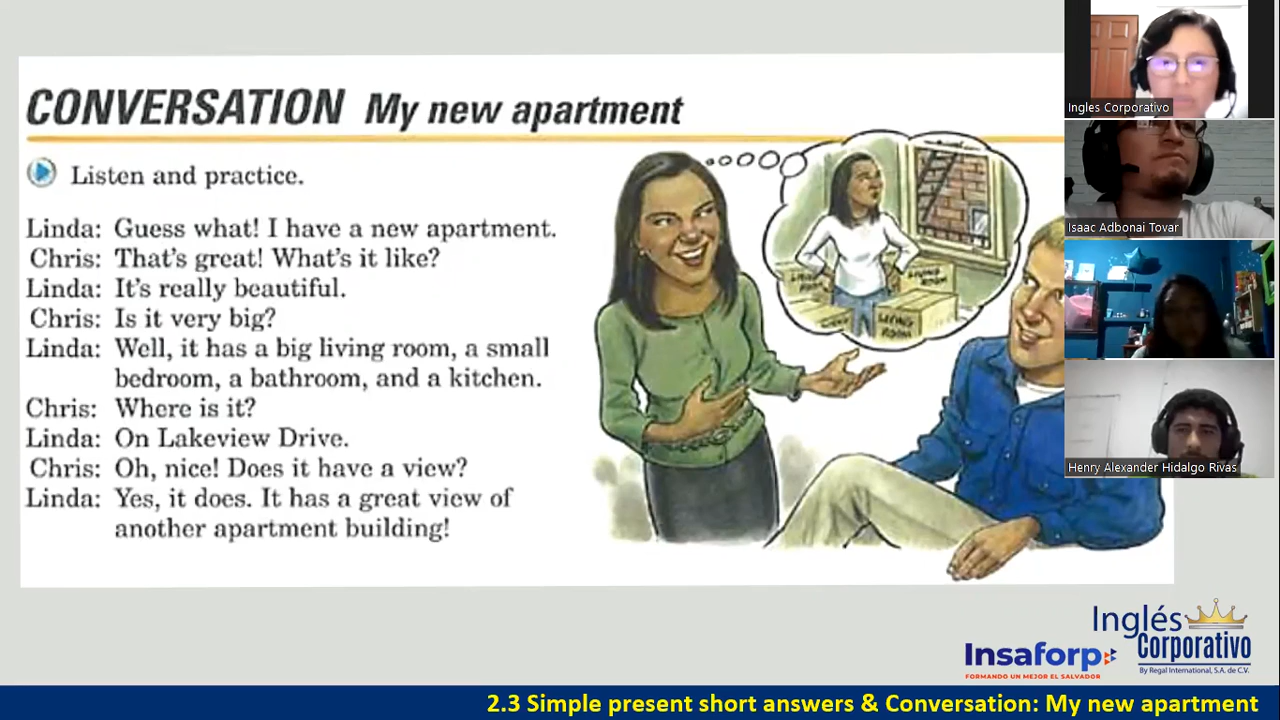 CONVERSATION My new apartment
Listen and practice.
Linda: Guess what! I have a new apartment.
Chris: That's great! What's it like?
Linda: It's really beautiful.
Chris: Is it very big?
Linda: Well, it has a big living room, a small
bedroom, a bathroom, and a kitchen.
Chris: Where is it?
Linda: On Lakeview Drive.
Chris: Oh, nice! Does it have a view?
Linda: Yes, it does. It has a great view of
another apartment building!
LIVING
ROOM
LIVING
ROOM
Ingles Corporativo
Isaac Adbonai Tovar
Henry Alexander Hidalgo Rivas
Inglés
Corporativo
By Regal International, S.A. de C.V.
Insaforp
FORMANDO UN MEJOR EL SALVADOR
2.3 Simple present short answers & Conversation: My new apartment